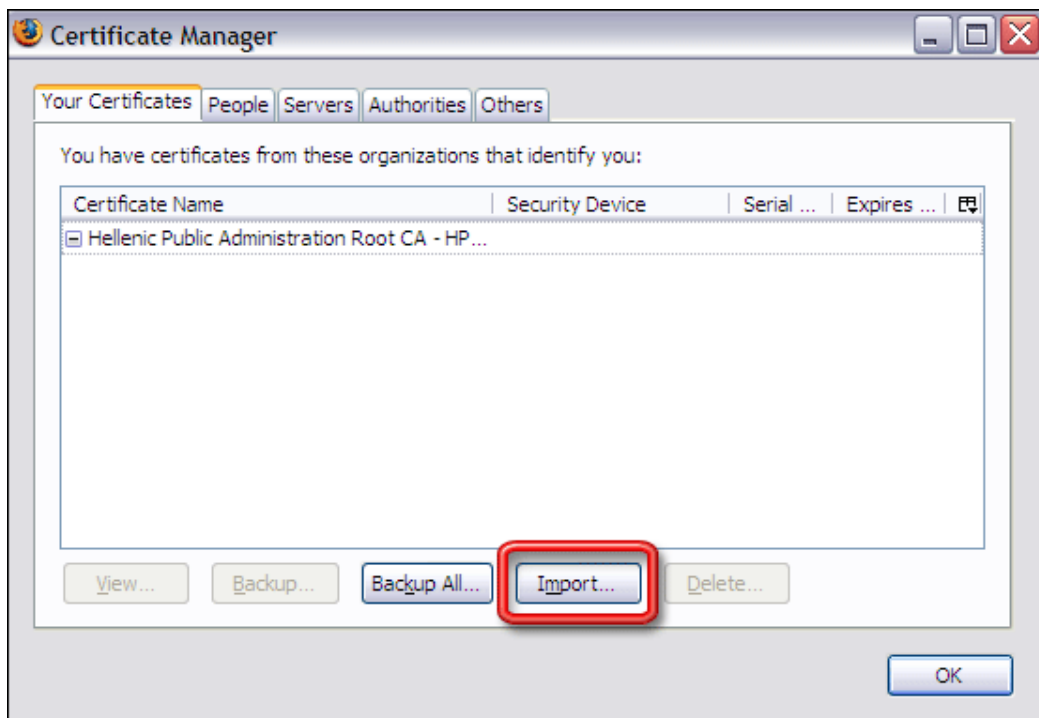 Certificate Manager
Your Certificates People Servers Authorities Others
You have certificates from these organizations that identify you:
Certificate Name Security Device Serial ... Expires ...
Hellenic Public Administration Root CA - HP...
View... Backup... Backup All... Import... Delete...
OK